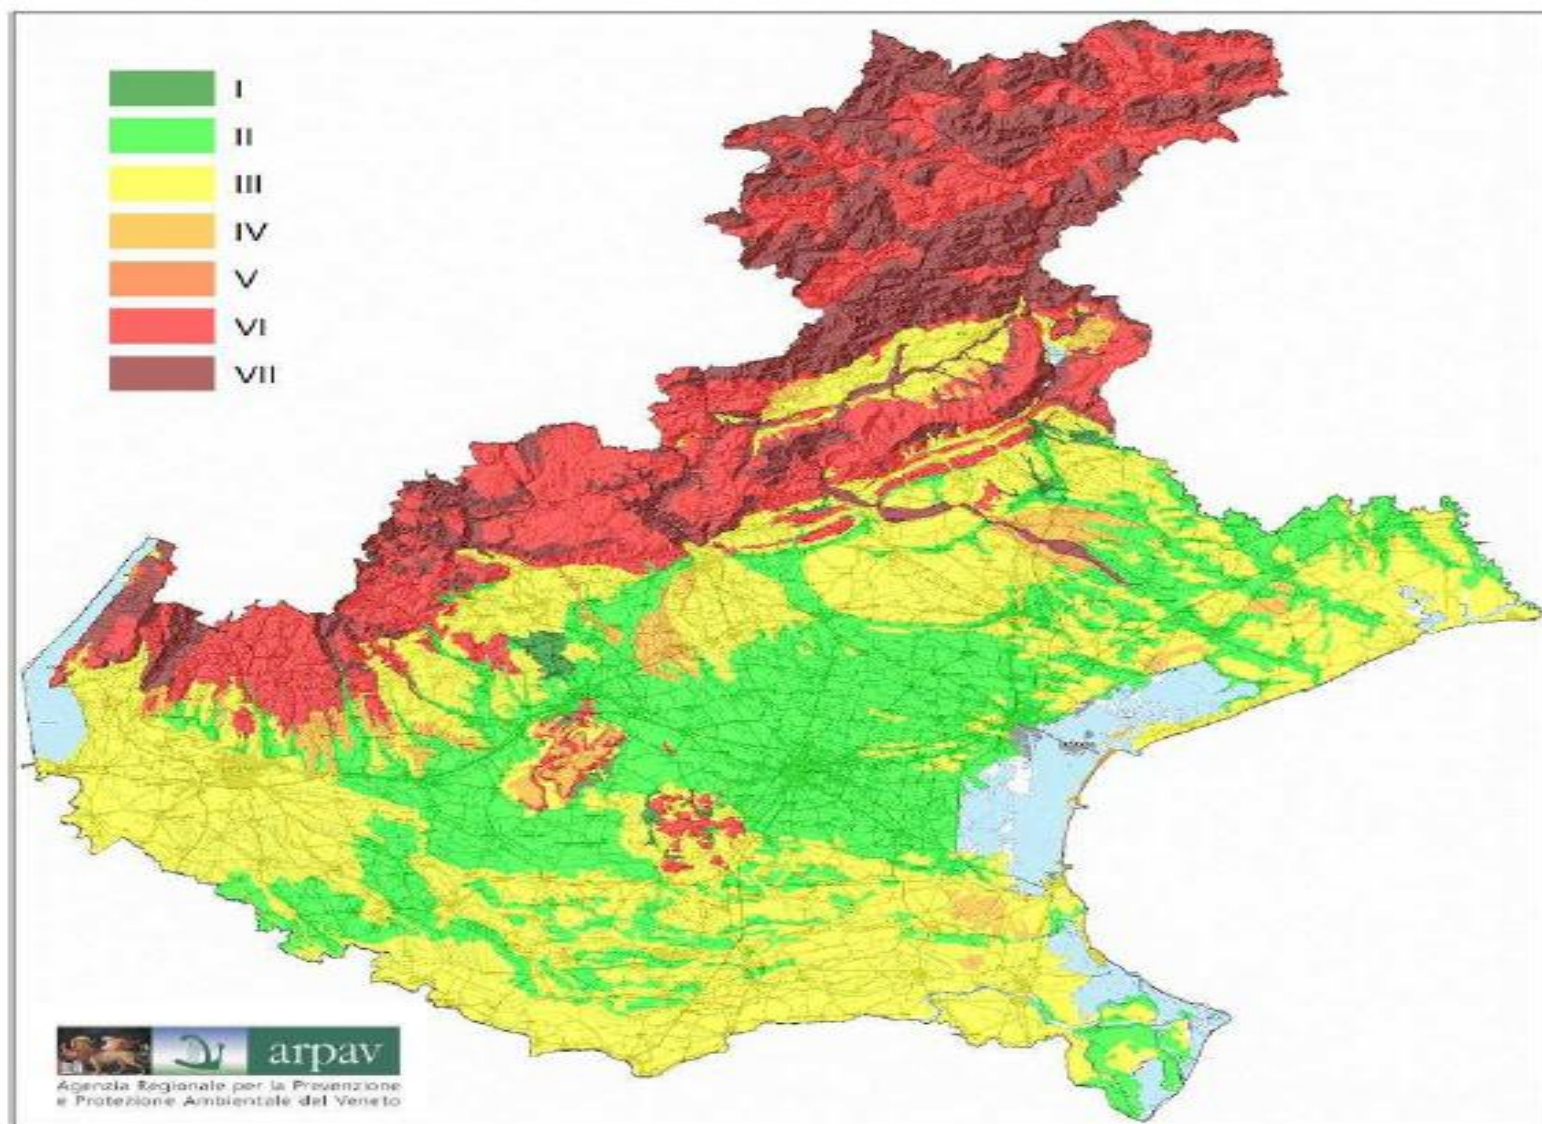 I
II
III
IV
V
VI
VII
arpav
Agenzia Regionale per la Prevenzione
e Protezione Ambientale del Veneto